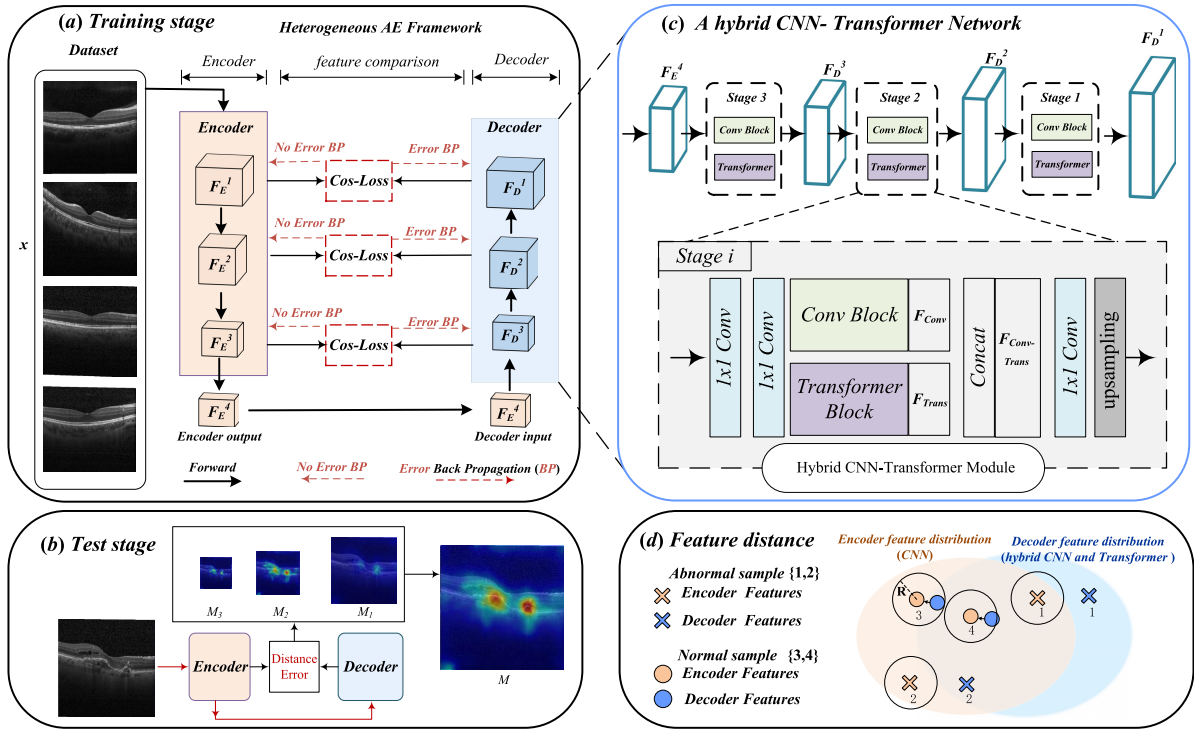 (a) Training stage
Heterogeneous AE Framework
Dataset
Encoder
feature comparison
Decoder
x
Encoder
Decoder
F_E^1
No Error BP
Error BP
Cos-Loss
F_D^1
F_E^2
No Error BP
Error BP
Cos-Loss
F_D^2
F_E^3
No Error BP
Error BP
Cos-Loss
F_D^3
F_E^4
F_E^4
Encoder output
Decoder input
Forward
No Error BP
Error Back Propagation (BP)
(c) A hybrid CNN- Transformer Network
F_E^4
F_D^3
F_D^2
F_D^1
Stage 3
Stage 2
Stage 1
Conv Block
Conv Block
Conv Block
Transformer
Transformer
Transformer
Stage i
1x1 Conv
1x1 Conv
Conv Block
F_Conv
Transformer
Block
F_Trans
Concat
F_Conv-
Trans
1x1 Conv
upsampling
Hybrid CNN-Transformer Module
(b) Test stage
M_3
M_2
M_1
Encoder
Distance
Error
Decoder
M
(d) Feature distance
Encoder feature distribution
(CNN)
Decoder feature distribution
(hybrid CNN and Transformer )
Abnormal sample {1,2}
Encoder Features
Decoder Features
Normal sample {3,4}
Encoder Features
Decoder Features
R
3
4
1
1
2
2